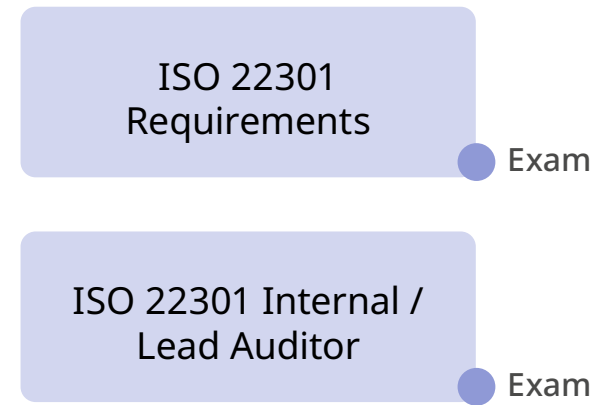 ISO 22301
Requirements
Exam
ISO 22301 Internal /
Lead Auditor
Exam